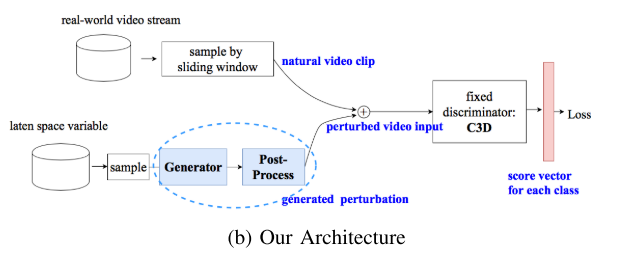 real-world video stream
sample by
sliding window
natural video clip
fixed
discriminator:
C3D
Loss
perturbed video input
laten space variable
sample
Generator
Post-
Process
generated perturbation
score vector
for each class
(b) Our Architecture